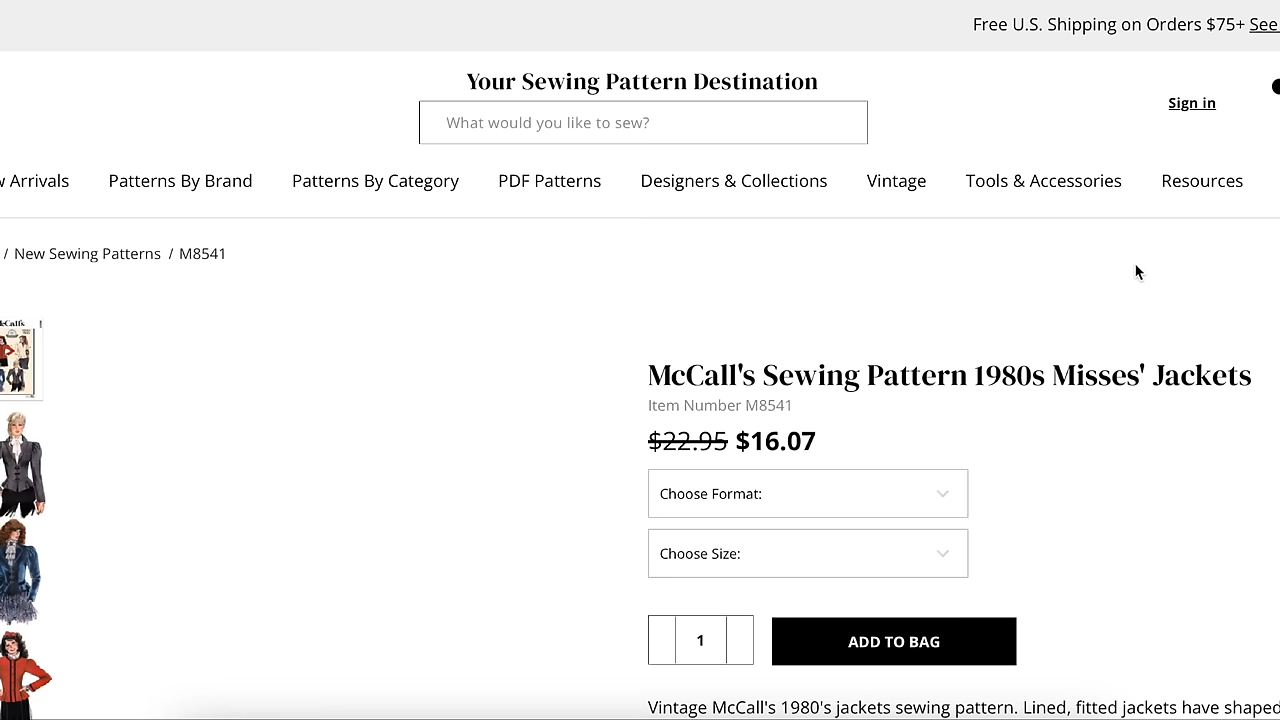 Free U.S. Shipping on Orders $75+ See
Your Sewing Pattern Destination
What would you like to sew?
Sign in
Arrivals Patterns By Brand Patterns By Category PDF Patterns Designers & Collections Vintage Tools & Accessories Resources
/ New Sewing Patterns / M8541
McCall's Sewing Pattern 1980s Misses' Jackets
Item Number M8541
$22.95 $16.07
Choose Format:
Choose Size:
1
ADD TO BAG
Vintage McCall's 1980's jackets sewing pattern. Lined, fitted jackets have shaped